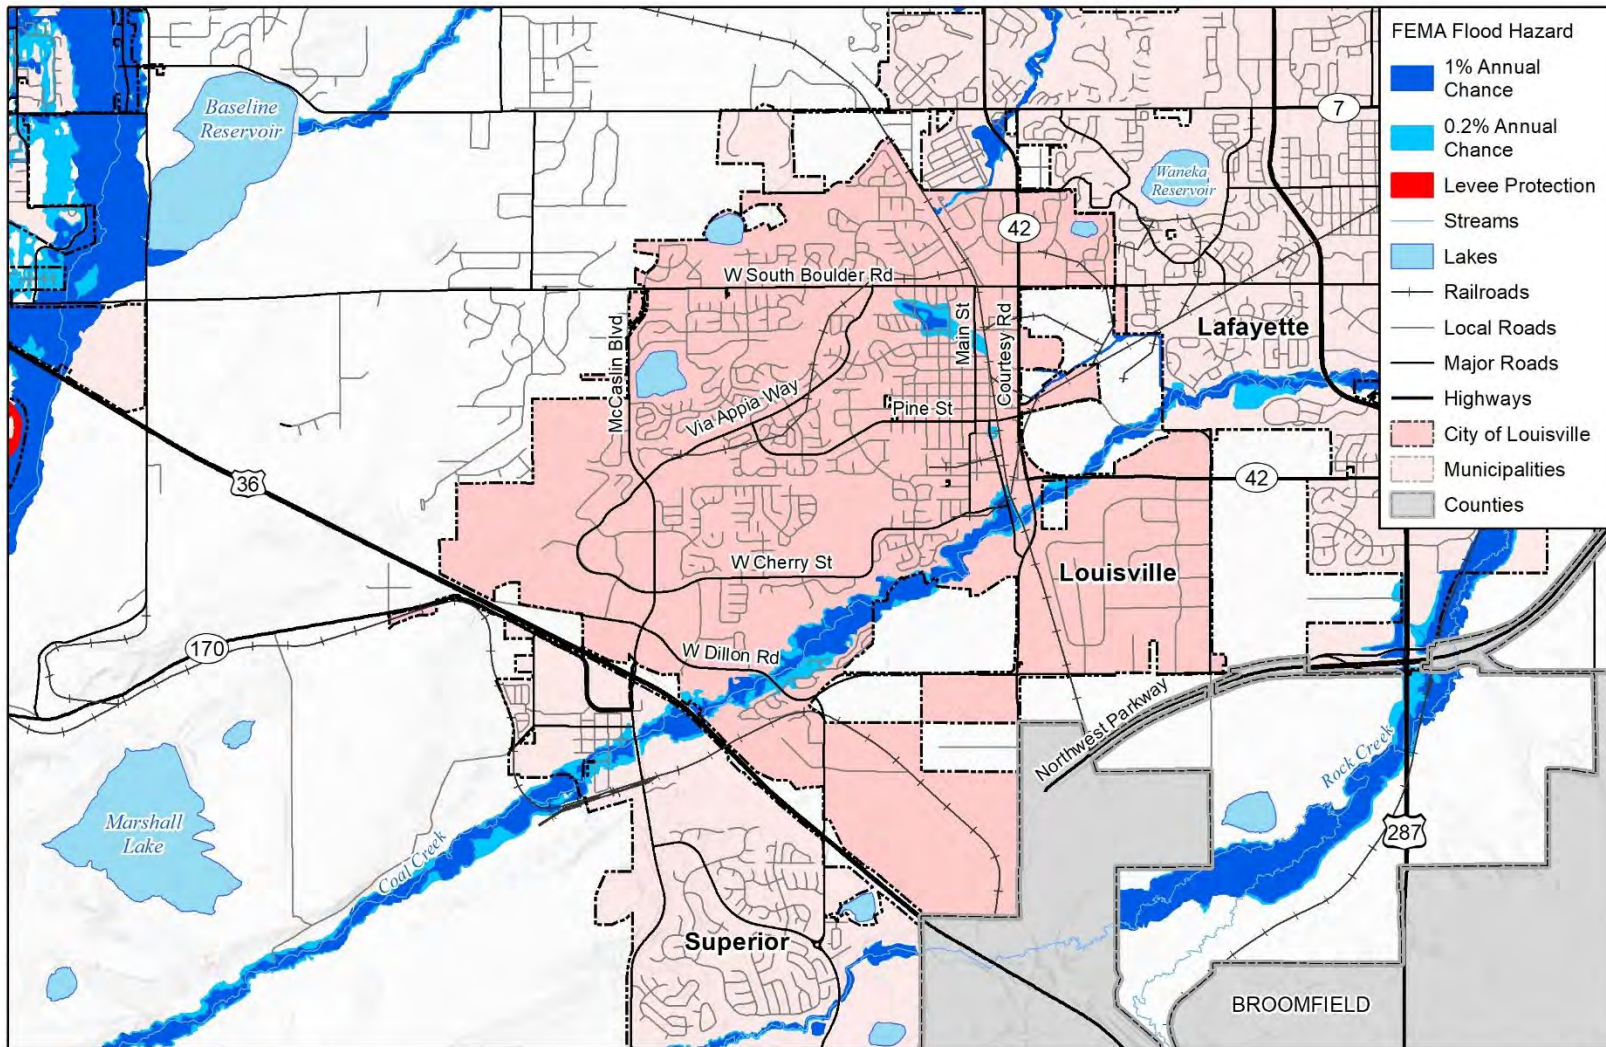 FEMA Flood Hazard
1% Annual
Chance
0.2% Annual
Chance
Levee Protection
Streams
Lakes
Railroads
Local Roads
Major Roads
Highways
City of Louisville
Municipalities
Counties
Baseline
Reservoir
7
Waneka
Reservoir
42
W South Boulder Rd
Lafayette
McCaslin Blvd
Main St
Courtesy Rd
Via Appia Way
Pine St
36
42
W Cherry St
Louisville
170
W Dillon Rd
Northwest Parkway
Rock Creek
Marshall
Lake
Coal Creek
287
Superior
BROOMFIELD